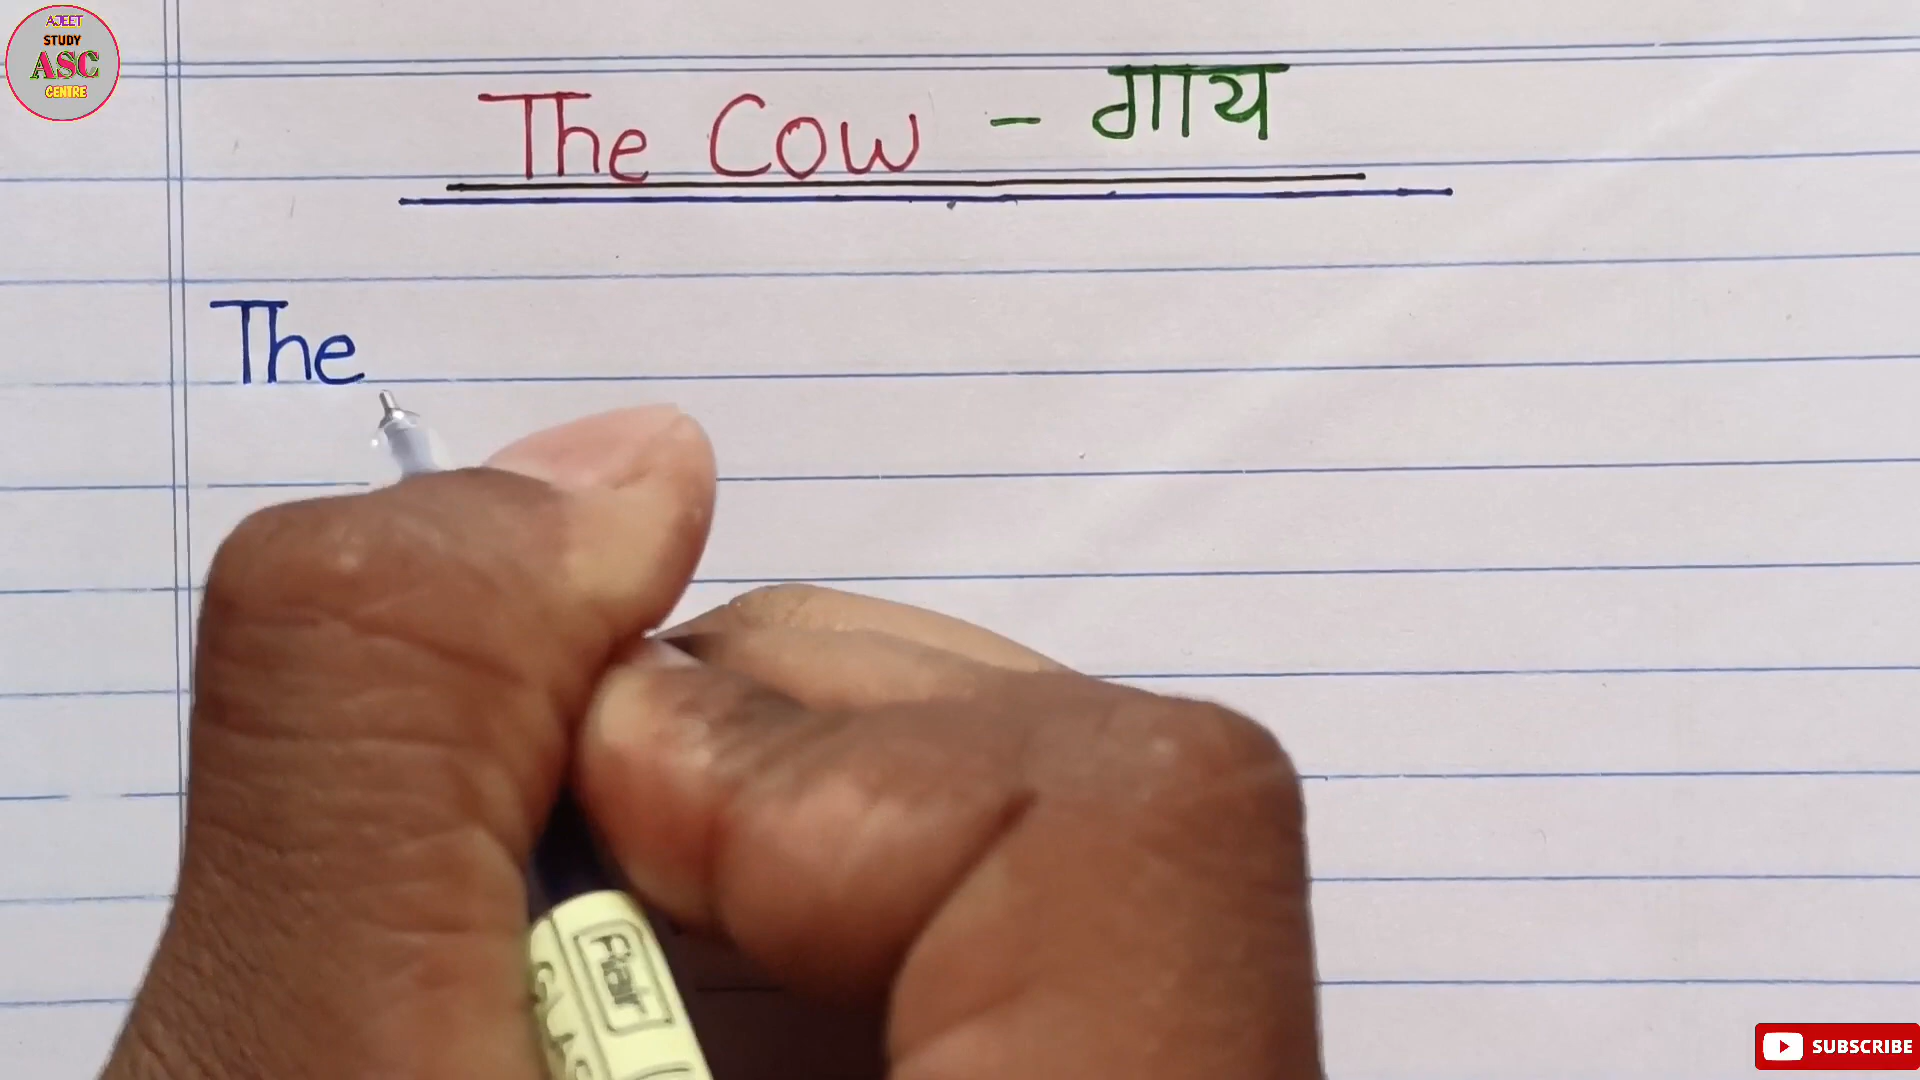 AJEET
STUDY
ASC
CENTRE
The Cow - गाय
The
Flair
SUBSCRIBE